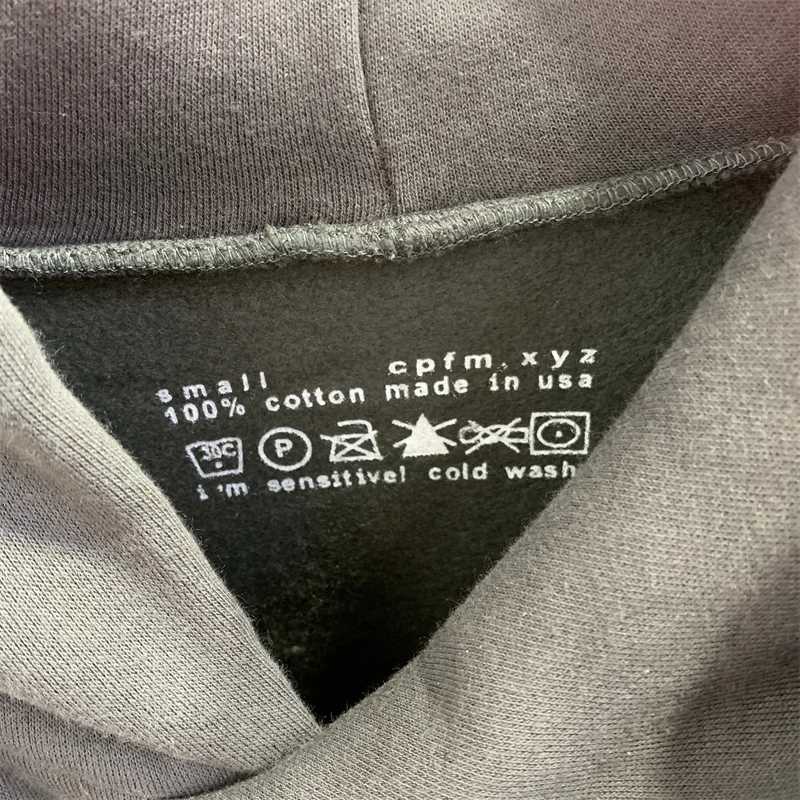 small cpfm.xyz
100% cotton made in usa
30C P
i'm sensitive! cold wash